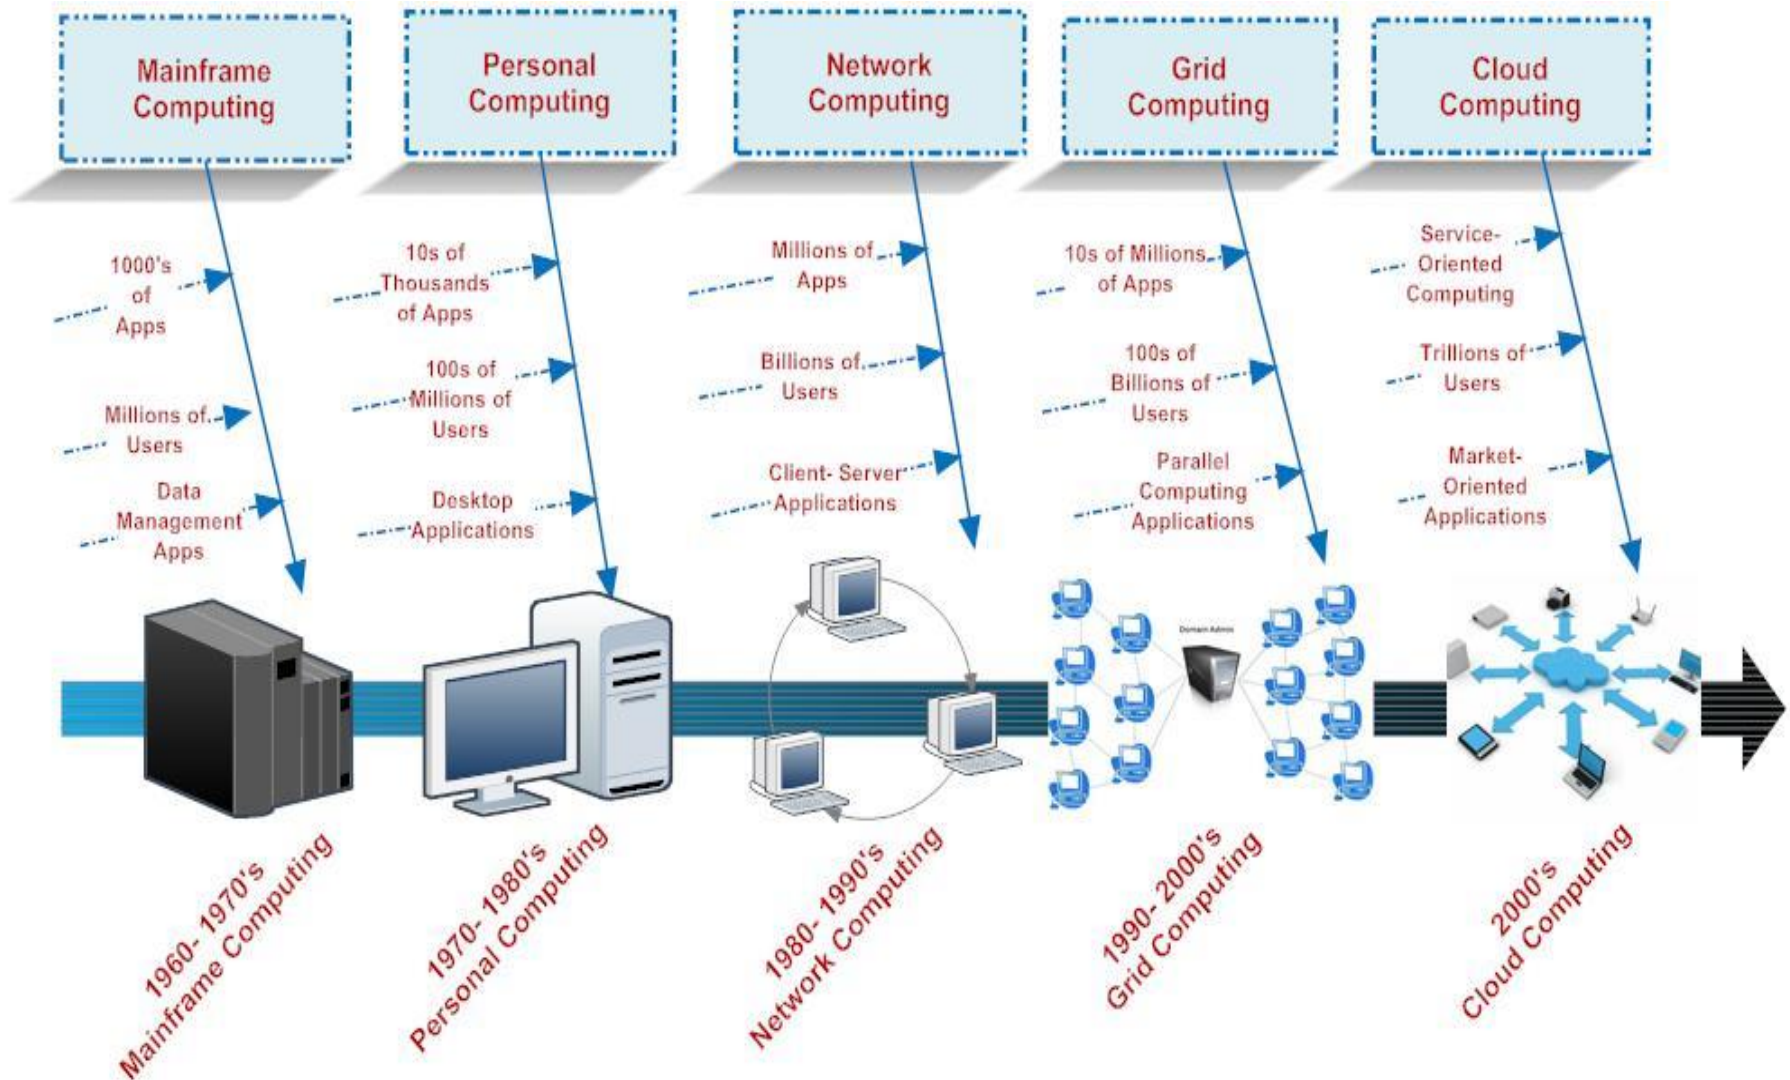 Mainframe
Computing
Personal
Computing
Network
Computing
Grid
Computing
Cloud
Computing
1000's
of
Apps
Millions of
Users
Data
Management
Apps
10s of
Thousands
of Apps
100s of
Millions of
Users
Desktop
Applications
Millions of
Apps
Billions of
Users
Client- Server
Applications
10s of Millions
of Apps
100s of
Billions of
Users
Parallel
Computing
Applications
Service-
Oriented
Computing
Trillions of
Users
Market-
Oriented
Applications
Domain Admin
1960- 1970's
Mainframe Computing
1970- 1980's
Personal Computing
1980- 1990's
Network Computing
1990- 2000's
Grid Computing
2000's
Cloud Computing